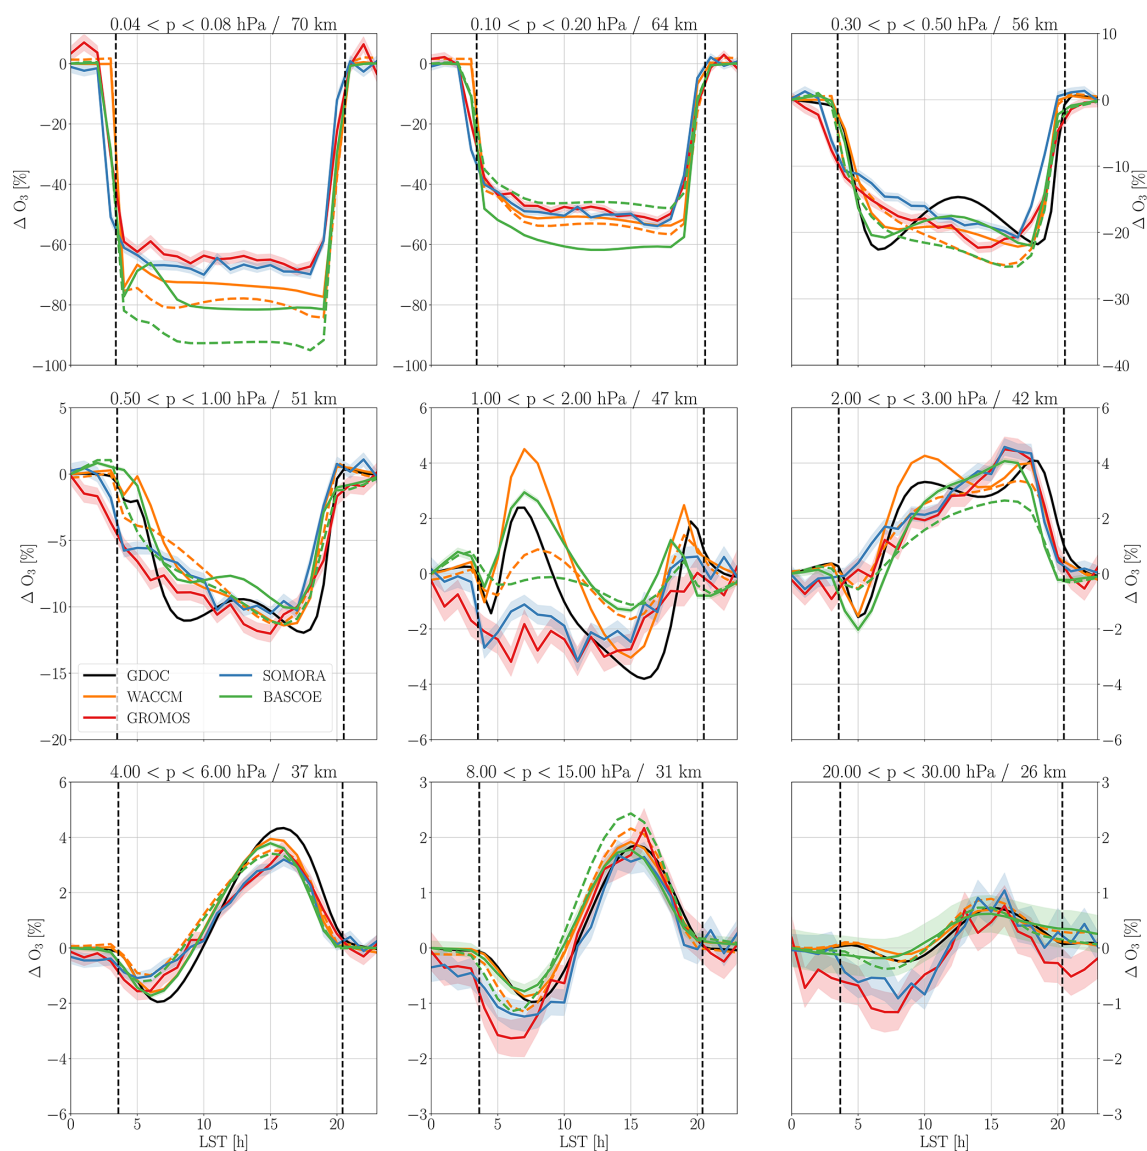 0.04 < p < 0.08 hPa / 70 km
0.10 < p < 0.20 hPa / 64 km
0.30 < p < 0.50 hPa / 56 km
0
−20
−40
−60
−80
−100
Δ O₃ [%]
0
−20
−40
−60
−80
−100
10
0
−10
−20
−30
−40
Δ O₃ [%]
0.50 < p < 1.00 hPa / 51 km
1.00 < p < 2.00 hPa / 47 km
2.00 < p < 3.00 hPa / 42 km
5
0
−5
−10
−15
−20
Δ O₃ [%]
GDOC
WACCM
GROMOS
SOMORA
BASCOE
6
4
2
0
−2
−4
−6
6
4
2
0
−2
−4
−6
Δ O₃ [%]
4.00 < p < 6.00 hPa / 37 km
8.00 < p < 15.00 hPa / 31 km
20.00 < p < 30.00 hPa / 26 km
6
4
2
0
−2
−4
−6
Δ O₃ [%]
3
2
1
0
−1
−2
−3
3
2
1
0
−1
−2
−3
Δ O₃ [%]
0 5 10 15 20
0 5 10 15 20
0 5 10 15 20
LST [h]
LST [h]
LST [h]